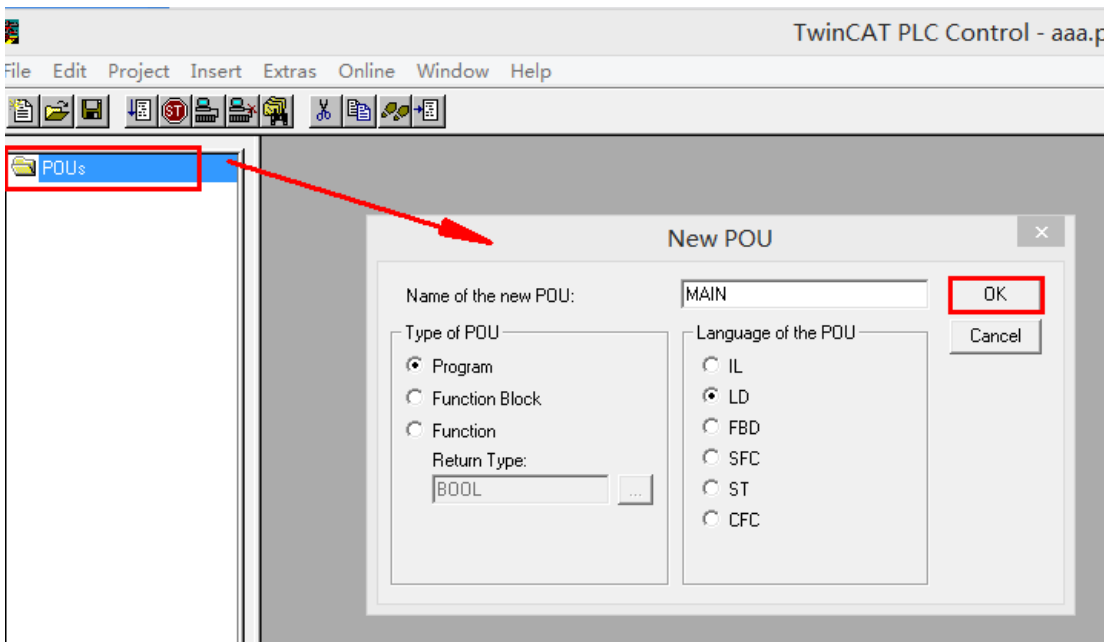 TwinCAT PLC Control - aaa.p
File Edit Project Insert Extras Online Window Help
ST
POUs
New POU
Name of the new POU: MAIN OK
Type of POU Language of the POU Cancel
Program IL
Function Block LD
Function FBD
Return Type: SFC
BOOL ... ST
CFC